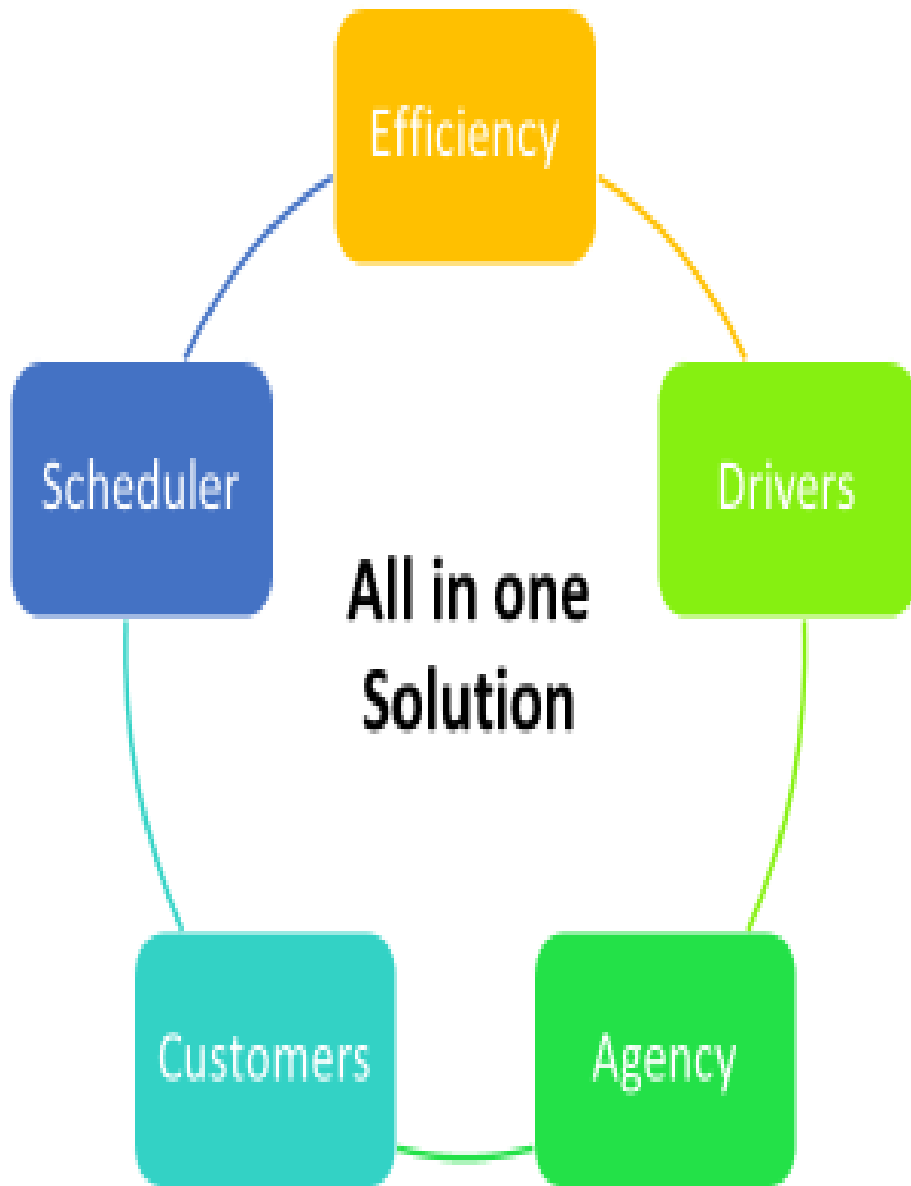 Efficiency
Scheduler
Drivers
All in one
Solution
Customers
Agency